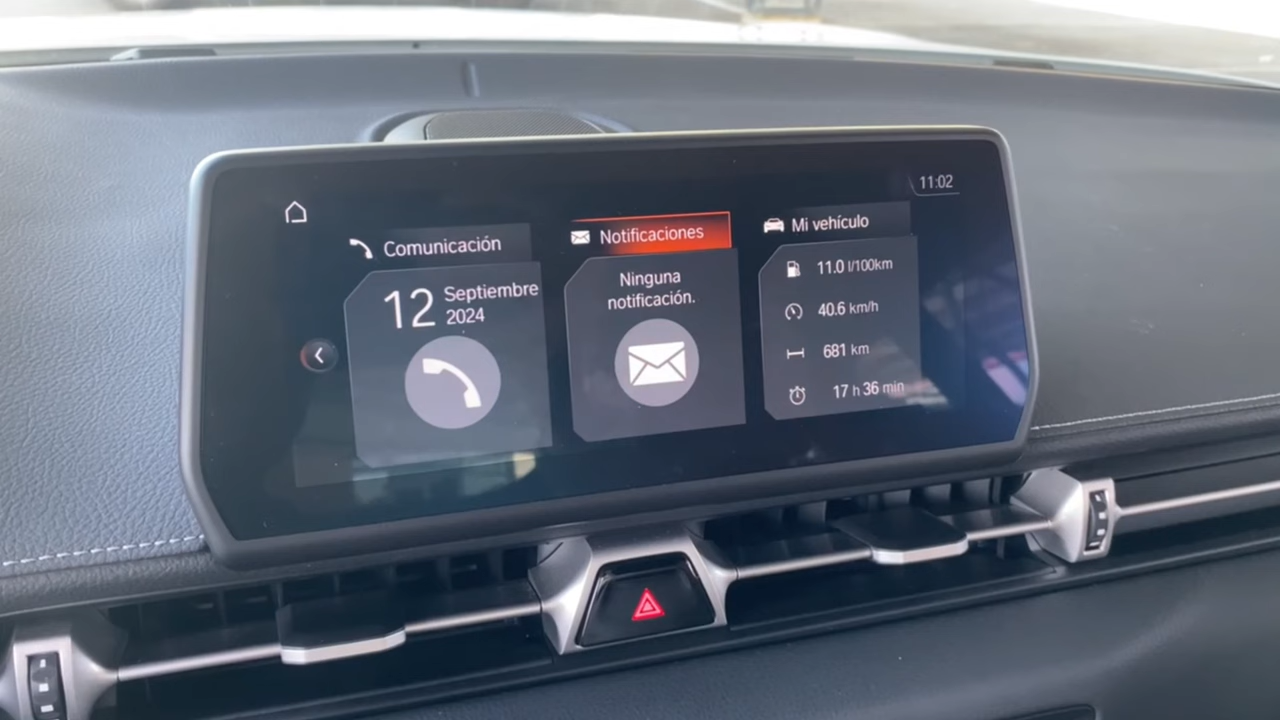 11:02
Comunicación
12 Septiembre
2024
Notificaciones
Ninguna
notificación.
Mi vehículo
11.0 l/100km
40.6 km/h
681 km
17 h 36 min